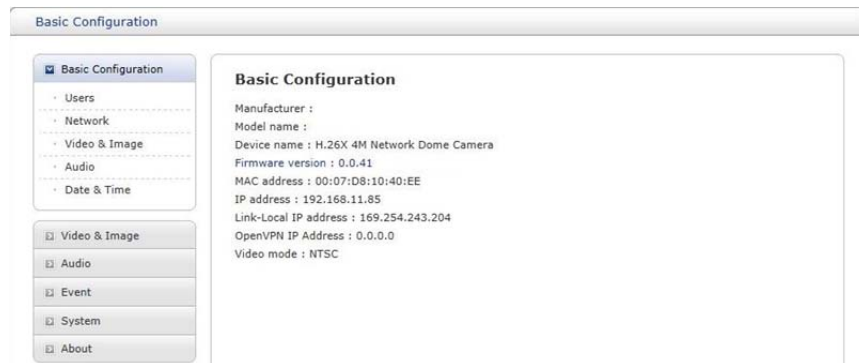 Basic Configuration
Basic Configuration
Users
Network
Video & Image
Audio
Date & Time
Video & Image
Audio
Event
System
About
Basic Configuration
Manufacturer :
Model name :
Device name : H.26X 4M Network Dome Camera
Firmware version : 0.0.41
MAC address : 00:07:D8:10:40:EE
IP address : 192.168.11.85
Link-Local IP address : 169.254.243.204
OpenVPN IP Address : 0.0.0.0
Video mode : NTSC